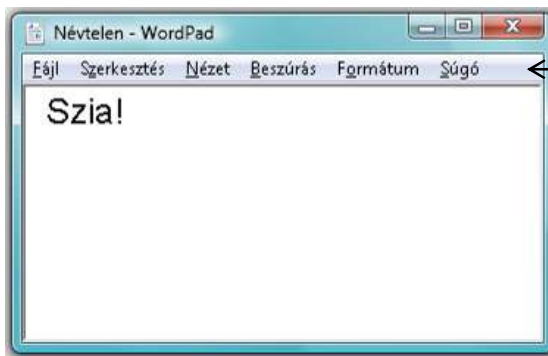 Névtelen - WordPad
Fájl Szerkesztés Nézet Beszúrás Formátum Súgó
Szia!